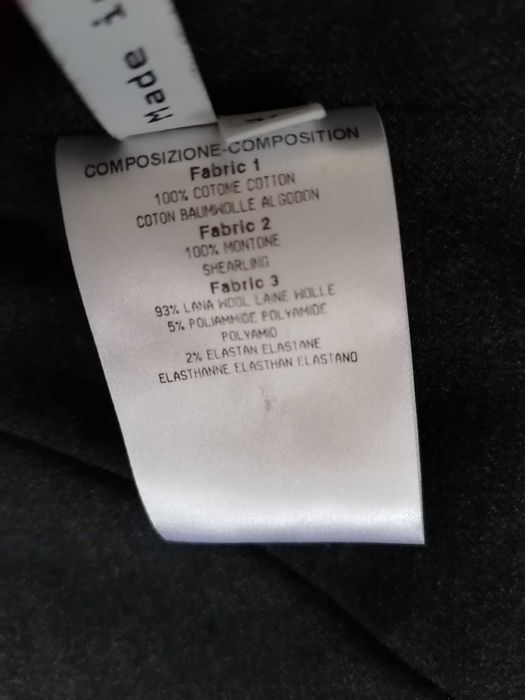 Made i
COMPOSIZIONE-COMPOSITION
Fabric 1
100% COTONE COTTON
COTON BAUMWOLLE ALGODON
Fabric 2
100% MONTONE
SHEARLING
Fabric 3
93% LANA WOOL LAINE WOLLE
5% POLIAMMIDE POLYAMIDE
POLYAMID
2% ELASTAN ELASTANE
ELASTHANNE ELASTHAN ELASTANO